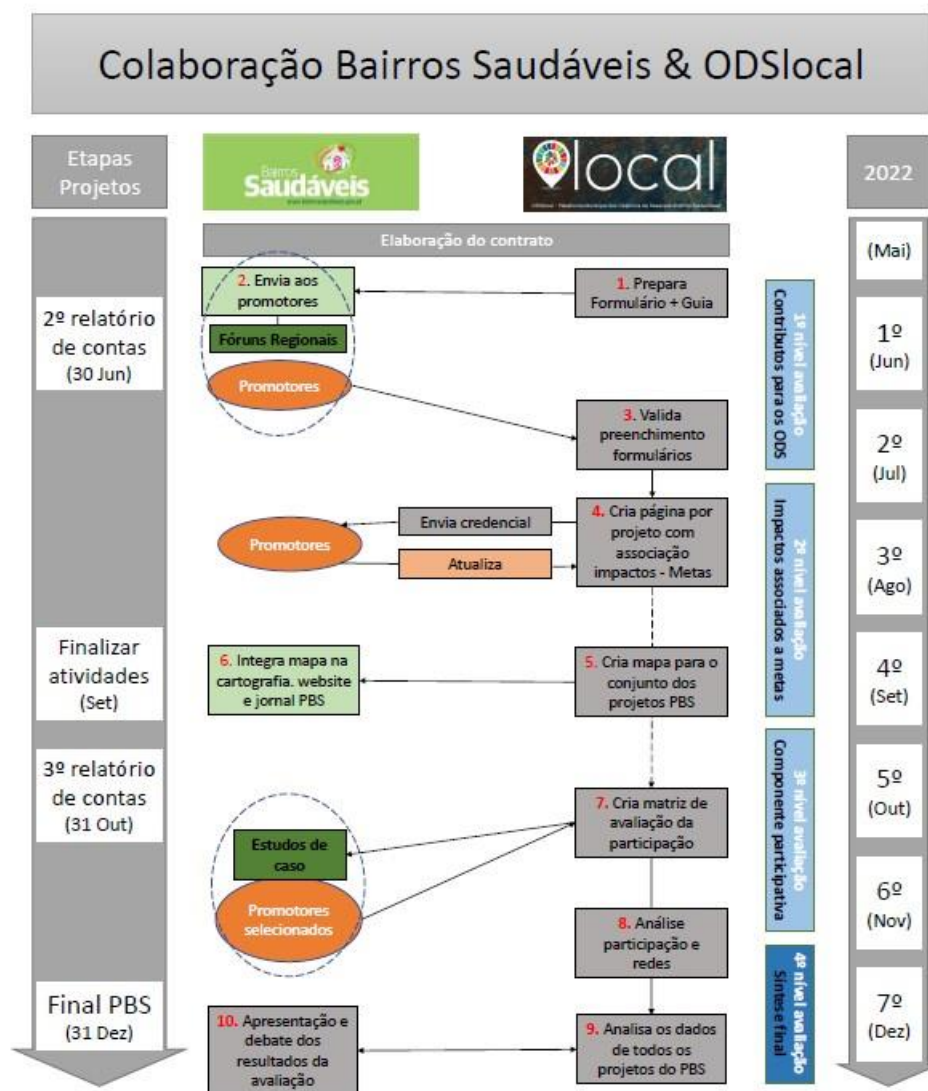 Colaboração Bairros Saudáveis & ODSlocal
Etapas
Projetos
Bairros
Saudáveis
local
2022
Elaboração do contrato
(Mai)
2. Envia aos
promotores
1. Prepara
Formulário + Guia
Fóruns Regionais
Promotores
2º relatório
de contas
(30 Jun)
1º nível avaliação
Contributos para os ODS
1º
(Jun)
3. Valida
preenchimento
formulários
2º
(Jul)
Promotores
Envia credencial
Atualiza
4. Cria página por
projeto com
associação
impactos - Metas
2º nível avaliação
Impactos associados a metas
3º
(Ago)
Finalizar
atividades
(Set)
6. Integra mapa na
cartografia. website
e jornal PBS
5. Cria mapa para o
conjunto dos
projetos PBS
4º
(Set)
3º relatório
de contas
(31 Out)
7. Cria matriz de
avaliação da
participação
3º nível avaliação
Componente participativa
5º
(Out)
Estudos de
caso
Promotores
selecionados
8. Análise
participação e
redes
6º
(Nov)
Final PBS
(31 Dez)
10. Apresentação e
debate dos
resultados da
avaliação
9. Analisa os dados
de todos os
projetos do PBS
4º nível avaliação
Síntese final
7º
(Dez)